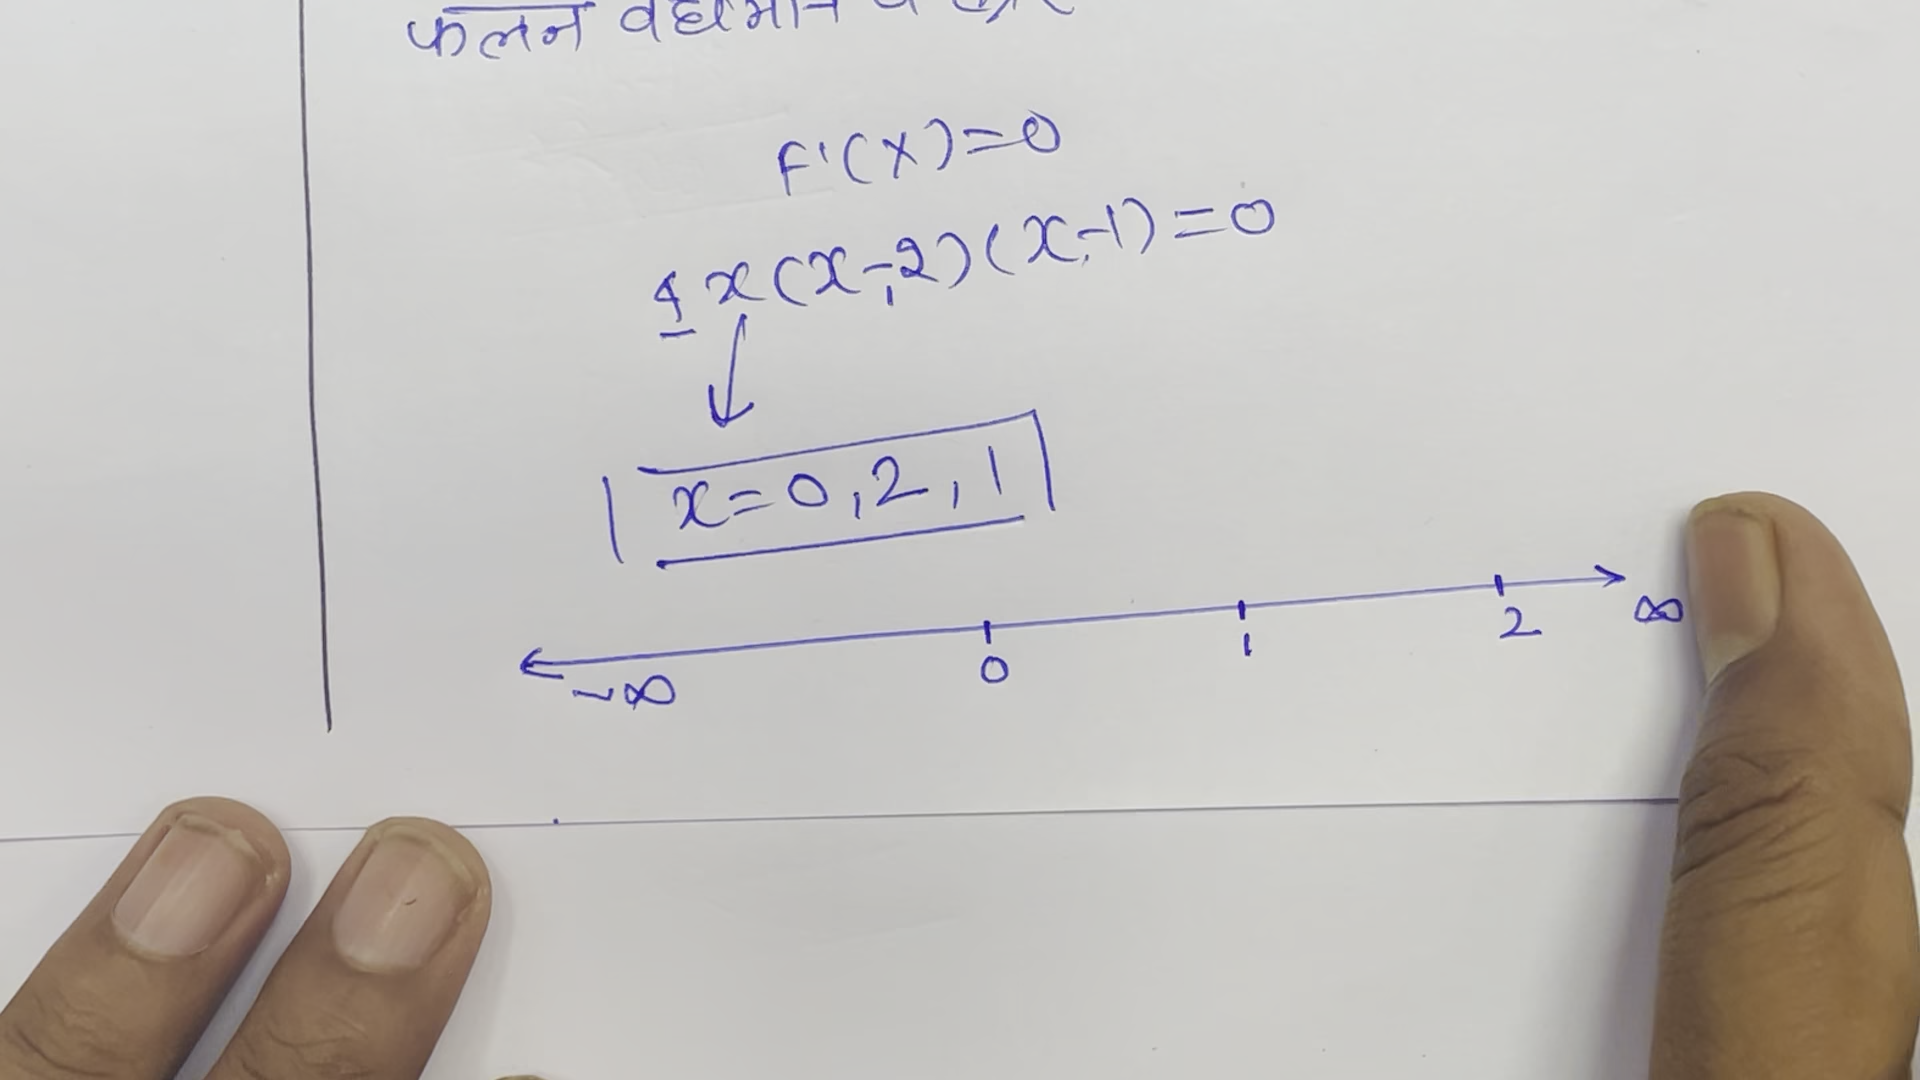 फलन वर्धमान
F'(x)=0
4x(x-2)(x-1)=0
x=0,2,1
-∞ 0 1 2 ∞